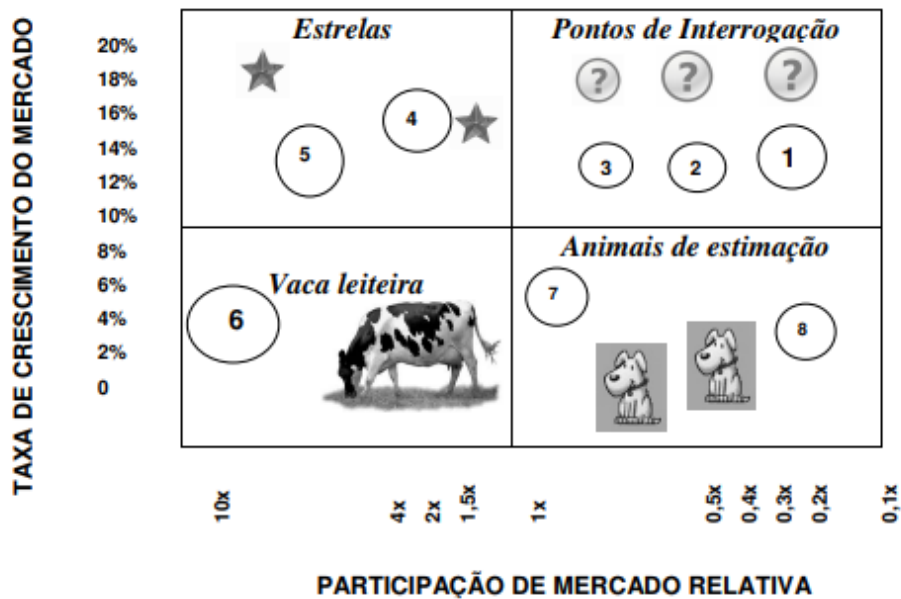 TAXA DE CRESCIMENTO DO MERCADO
20%
18%
16%
14%
12%
10%
8%
6%
4%
2%
0
Estrelas
4
5
Pontos de Interrogação
? ? ?
3 2 1
Vaca leiteira
6
Animais de estimação
7
8
10x 4x 2x 1,5x 1x 0,5x 0,4x 0,3x 0,2x 0,1x
PARTICIPAÇÃO DE MERCADO RELATIVA